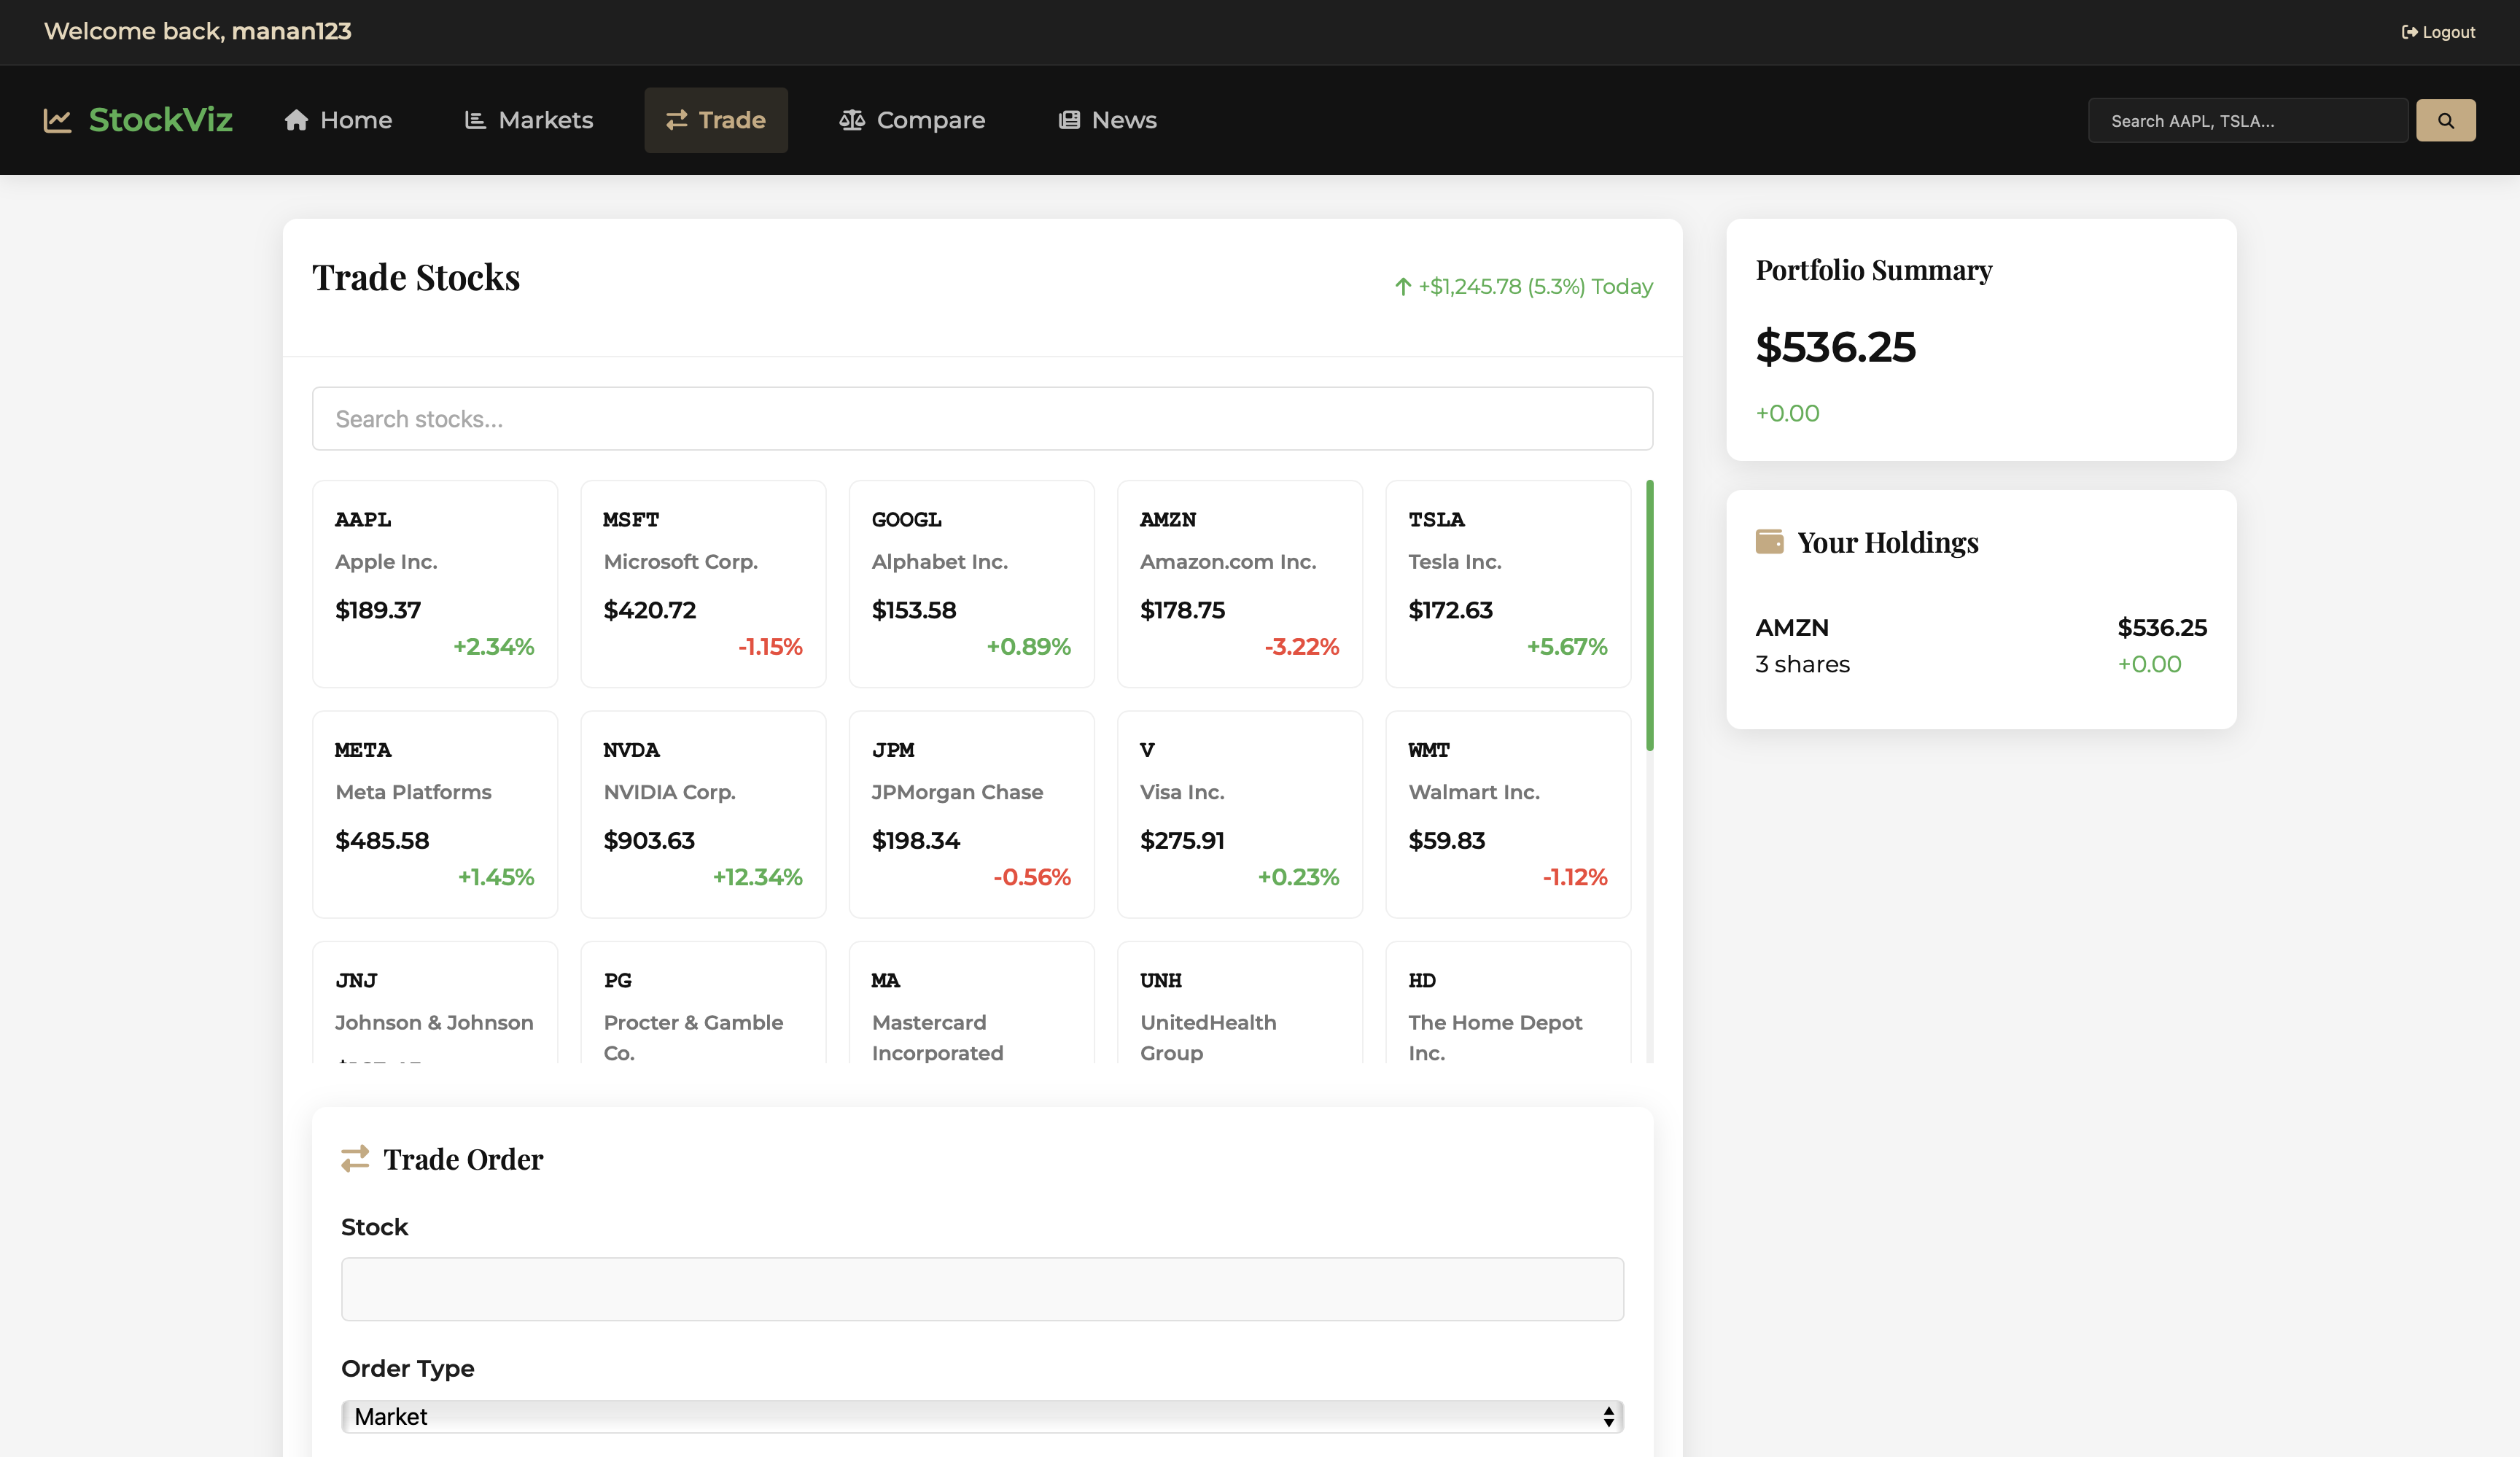 Welcome back, manan123
Logout
StockViz
Home
Markets
Trade
Compare
News
Search AAPL, TSLA...
Trade Stocks
+$1,245.78 (5.3%) Today
Search stocks...
AAPL
Apple Inc.
$189.37
+2.34%
MSFT
Microsoft Corp.
$420.72
-1.15%
GOOGL
Alphabet Inc.
$153.58
+0.89%
AMZN
Amazon.com Inc.
$178.75
-3.22%
TSLA
Tesla Inc.
$172.63
+5.67%
META
Meta Platforms
$485.58
+1.45%
NVDA
NVIDIA Corp.
$903.63
+12.34%
JPM
JPMorgan Chase
$198.34
-0.56%
V
Visa Inc.
$275.91
+0.23%
WMT
Walmart Inc.
$59.83
-1.12%
JNJ
Johnson & Johnson
PG
Procter & Gamble
Co.
MA
Mastercard
Incorporated
UNH
UnitedHealth
Group
HD
The Home Depot
Inc.
Trade Order
Stock
Order Type
Market
Portfolio Summary
$536.25
+0.00
Your Holdings
AMZN
$536.25
3 shares
+0.00